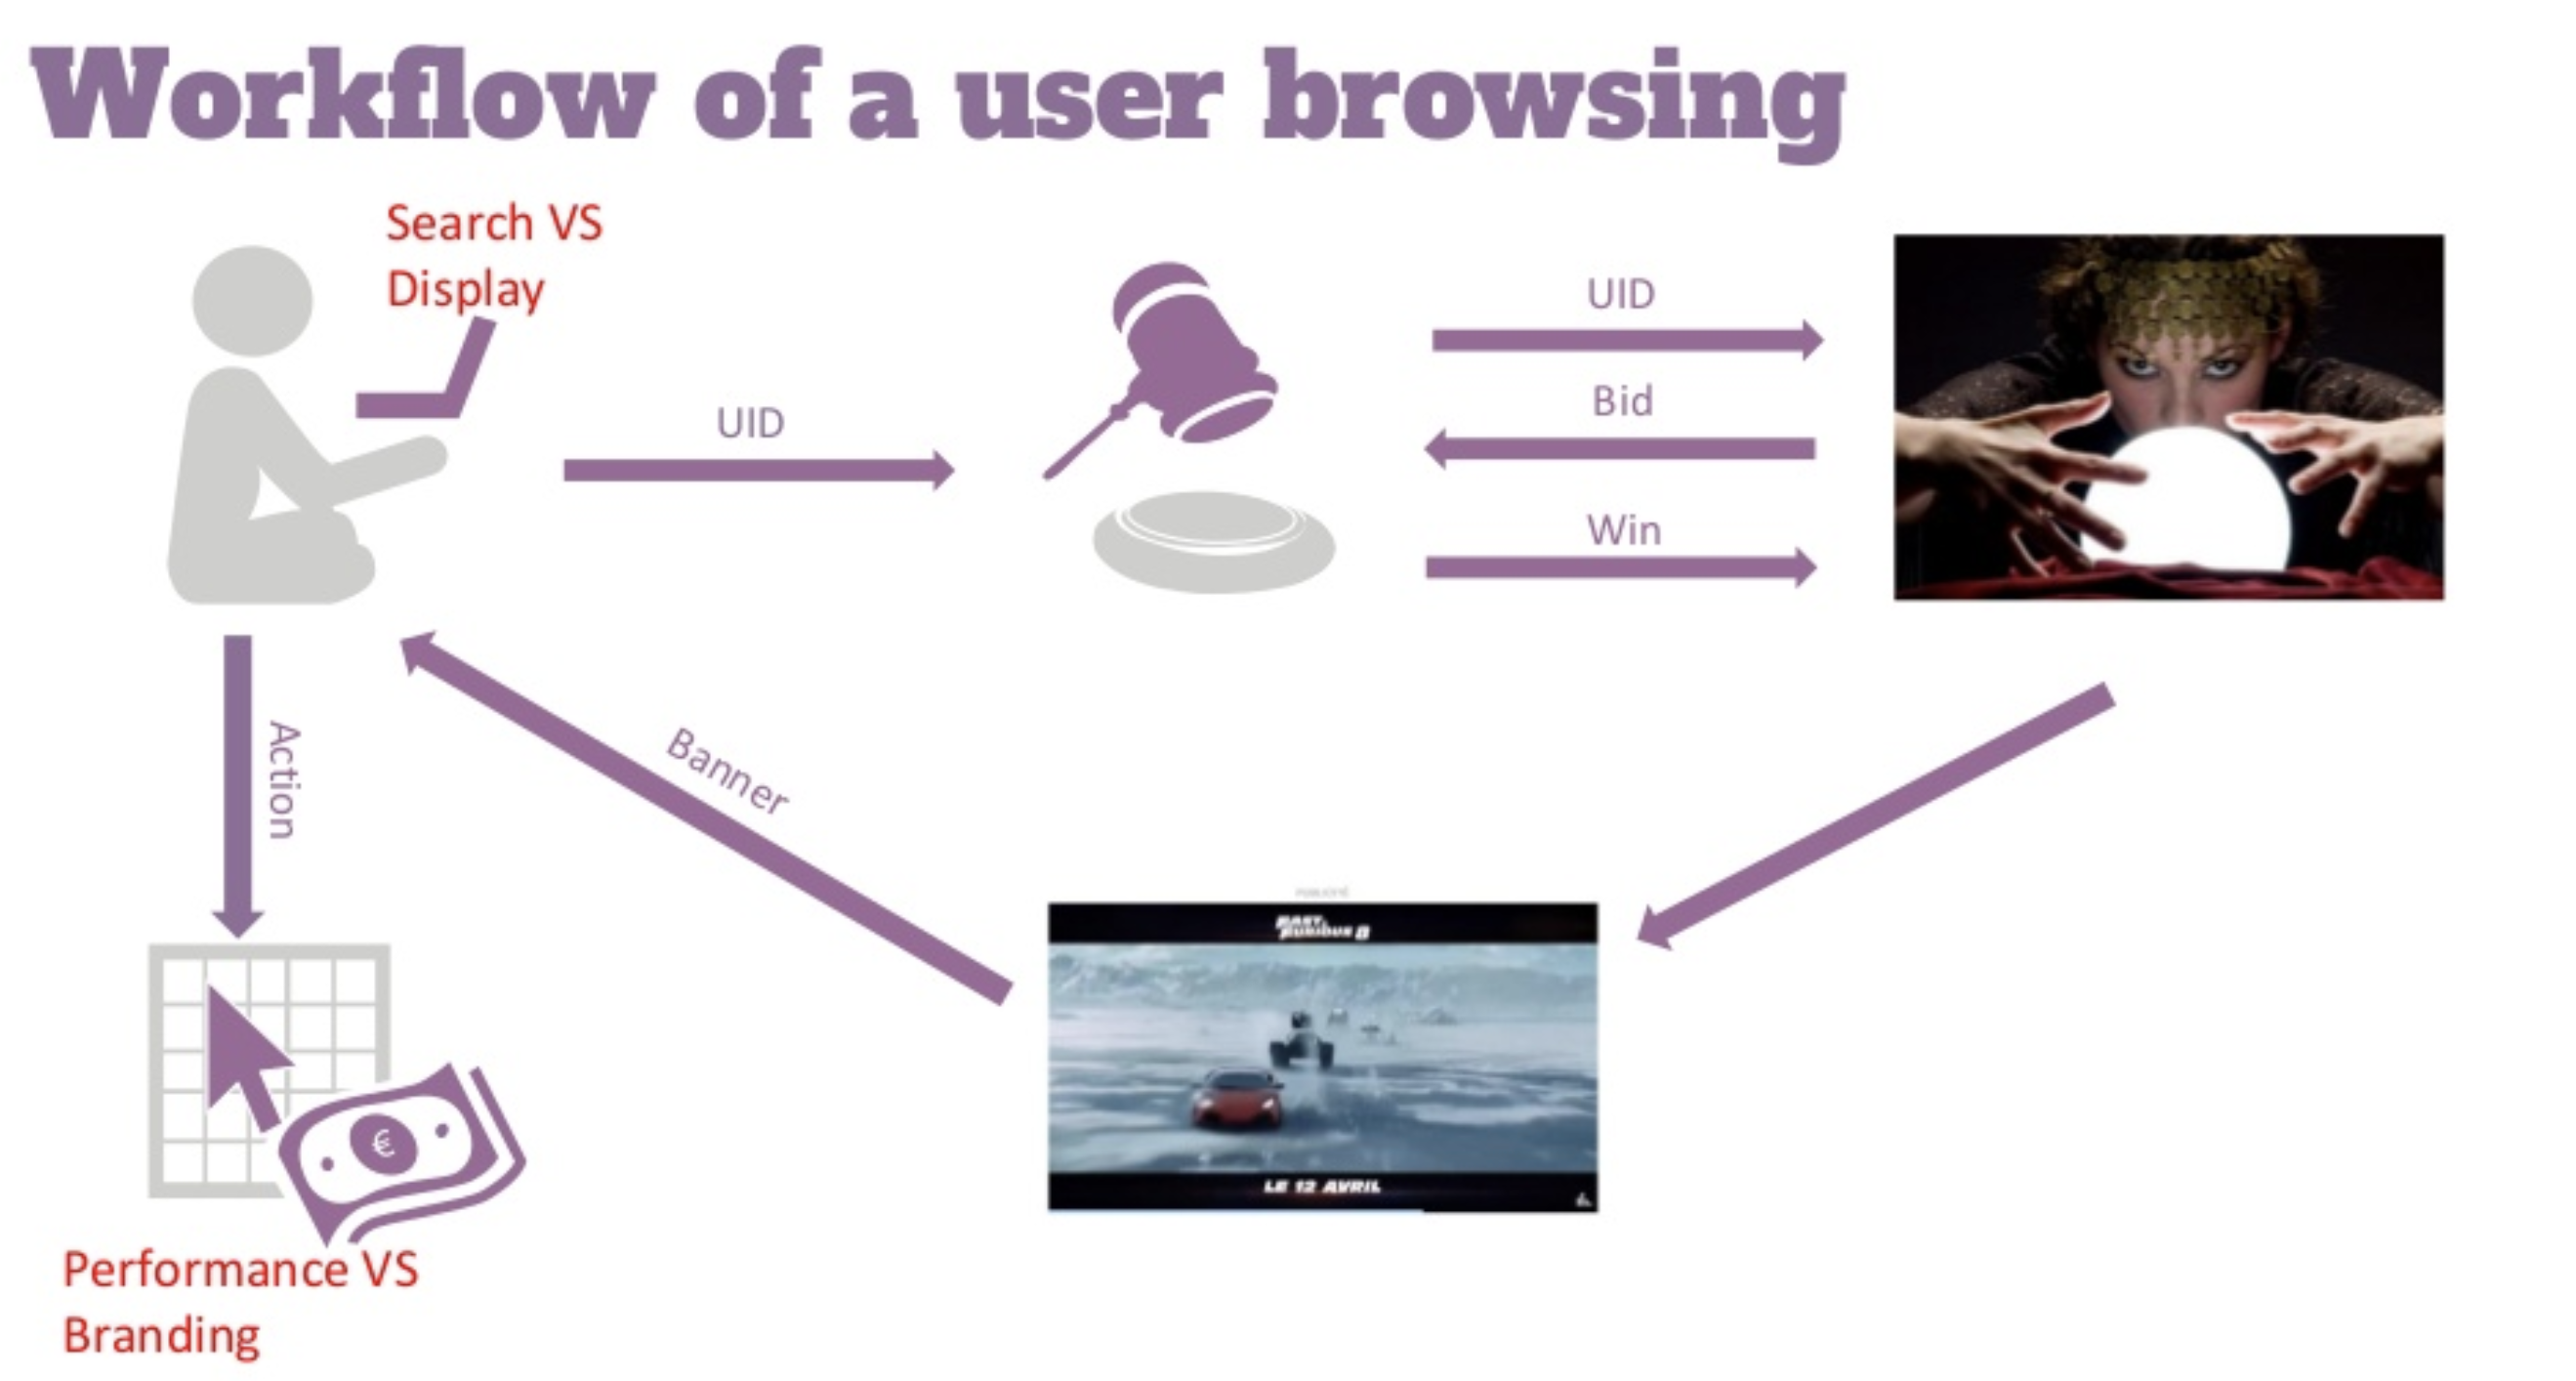 Workflow of a user browsing
Search VS
Display
UID
UID
Bid
Win
Action
Banner
PUBLICITÉ
FAST &
FURIOUS 8
LE 12 AVRIL
€
Performance VS
Branding